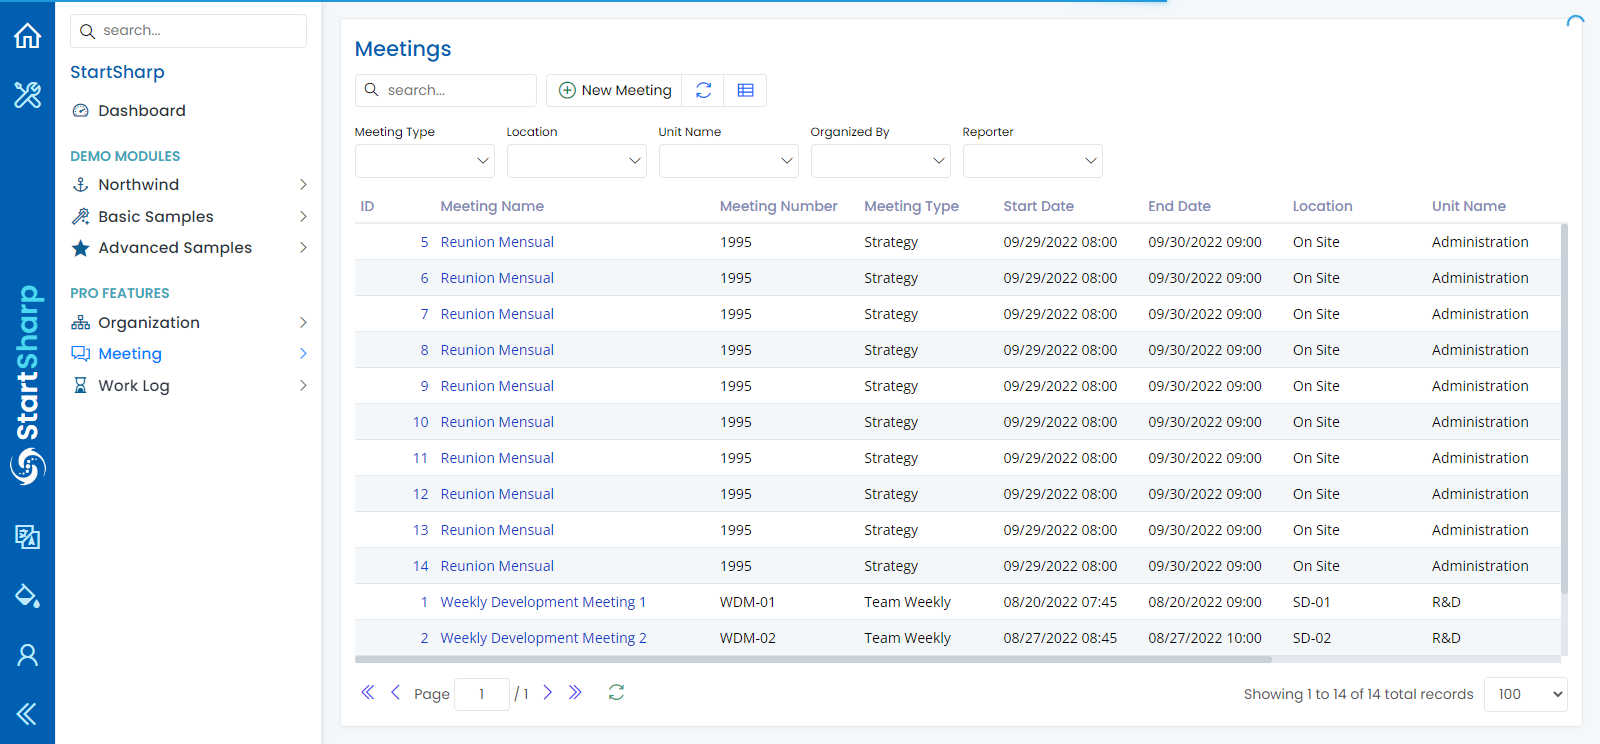 search...
StartSharp
Dashboard
DEMO MODULES
Northwind
Basic Samples
Advanced Samples
PRO FEATURES
Organization
Meeting
Work Log
StartSharp
Meetings
search...
New Meeting
Meeting Type Location Unit Name Organized By Reporter
ID Meeting Name Meeting Number Meeting Type Start Date End Date Location Unit Name
5 Reunion Mensual 1995 Strategy 09/29/2022 08:00 09/30/2022 09:00 On Site Administration
6 Reunion Mensual 1995 Strategy 09/29/2022 08:00 09/30/2022 09:00 On Site Administration
7 Reunion Mensual 1995 Strategy 09/29/2022 08:00 09/30/2022 09:00 On Site Administration
8 Reunion Mensual 1995 Strategy 09/29/2022 08:00 09/30/2022 09:00 On Site Administration
9 Reunion Mensual 1995 Strategy 09/29/2022 08:00 09/30/2022 09:00 On Site Administration
10 Reunion Mensual 1995 Strategy 09/29/2022 08:00 09/30/2022 09:00 On Site Administration
11 Reunion Mensual 1995 Strategy 09/29/2022 08:00 09/30/2022 09:00 On Site Administration
12 Reunion Mensual 1995 Strategy 09/29/2022 08:00 09/30/2022 09:00 On Site Administration
13 Reunion Mensual 1995 Strategy 09/29/2022 08:00 09/30/2022 09:00 On Site Administration
14 Reunion Mensual 1995 Strategy 09/29/2022 08:00 09/30/2022 09:00 On Site Administration
1 Weekly Development Meeting 1 WDM-01 Team Weekly 08/20/2022 07:45 08/20/2022 09:00 SD-01 R&D
2 Weekly Development Meeting 2 WDM-02 Team Weekly 08/27/2022 08:45 08/27/2022 10:00 SD-02 R&D
Page 1 / 1 Showing 1 to 14 of 14 total records 100